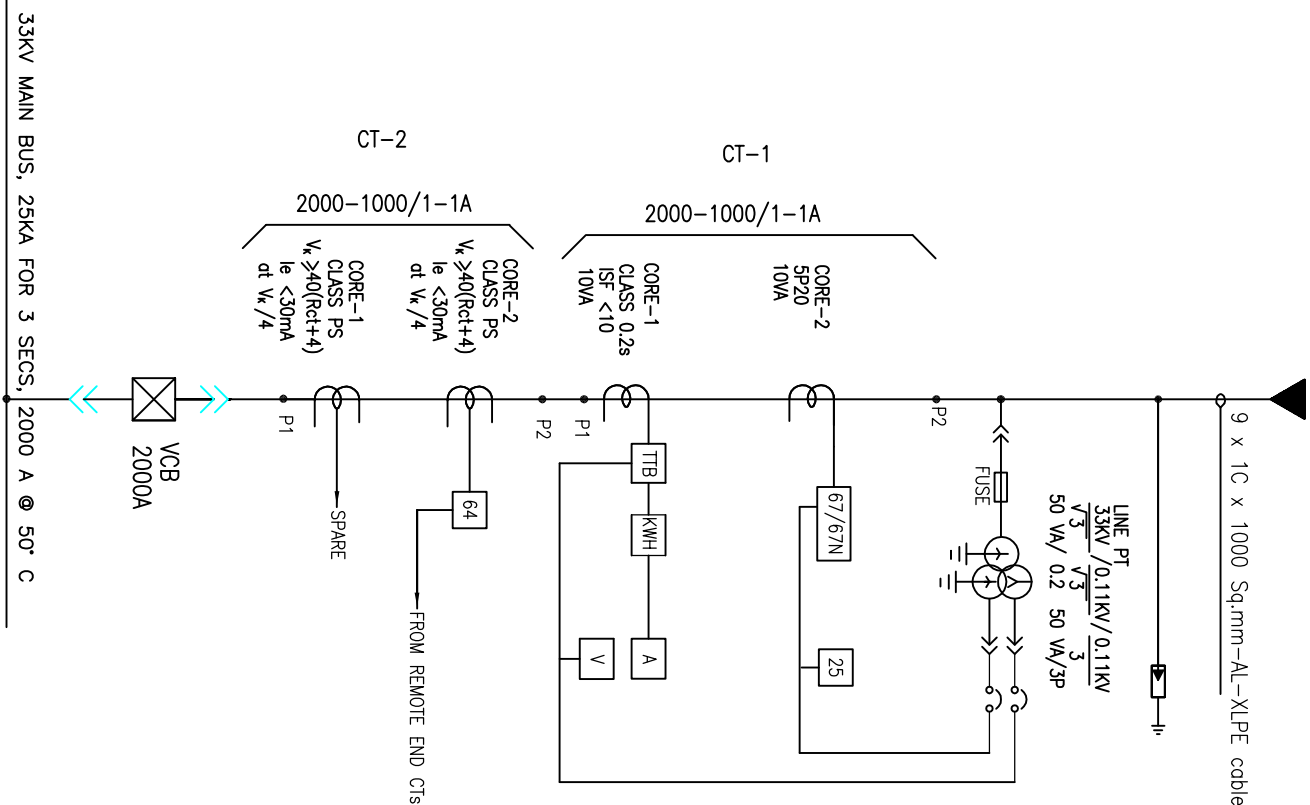 33KV MAIN BUS, 25KA FOR 3 SECS, 2000 A @ 50° C
VCB
2000A
CT-2
2000-1000/1-1A
CORE-1
CLASS PS
Vₖ ≥40(Rct+4)
Ie <30mA
at Vₖ/4
CORE-2
CLASS PS
Vₖ ≥40(Rct+4)
Ie <30mA
at Vₖ/4
P1
P2
SPARE
64
FROM REMOTE END CTs
CT-1
2000-1000/1-1A
CORE-1
CLASS 0.2s
ISF <10
10VA
CORE-2
5P20
10VA
P1
P2
TTB
KWH
A
V
67/67N
25
FUSE
LINE PT
33KV/0.11KV/0.11KV
√3 √3 3
50 VA/ 0.2 50 VA/3P
9 x 1C x 1000 Sq.mm-AL-XLPE cable